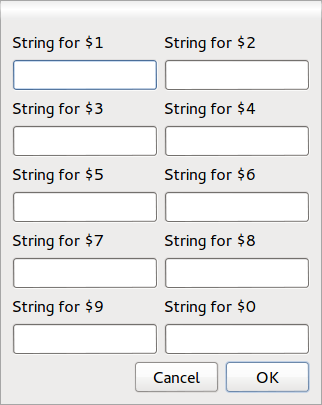 String for $1 String for $2
String for $3 String for $4
String for $5 String for $6
String for $7 String for $8
String for $9 String for $0
Cancel OK